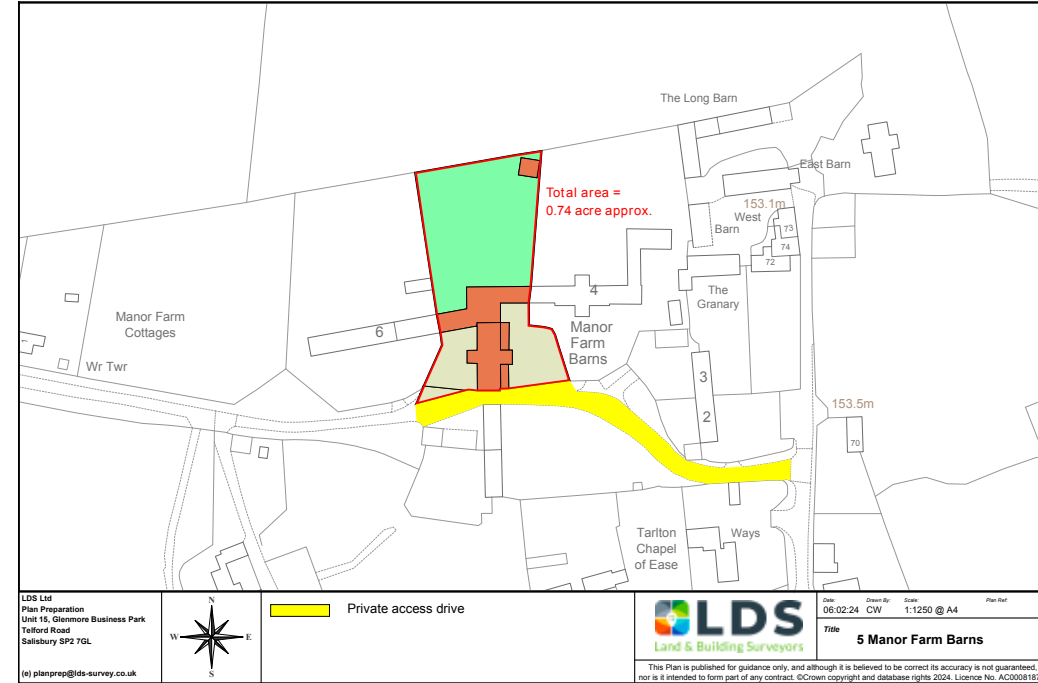 The Long Barn
East Barn
Total area =
0.74 acre approx.
153.1m
West
Barn
73
74
72
4
The
Granary
Manor Farm
Cottages
6
Manor
Farm
Barns
Wr Twr
3
2
153.5m
70
Tarlton
Chapel
of Ease
Ways
LDS Ltd
Plan Preparation
Unit 15, Glenmore Business Park
Telford Road
Salisbury SP2 7GL
(e) planprep@lds-survey.co.uk
N
W
E
S
Private access drive
LDS
Land & Building Surveyors
Date: Drawn By: Scale: Plan Ref:
06:02:24 CW 1:1250 @ A4
Title
5 Manor Farm Barns
This Plan is published for guidance only, and although it is believed to be correct its accuracy is not guaranteed,
nor is it intended to form part of any contract. ©Crown copyright and database rights 2024. Licence No.